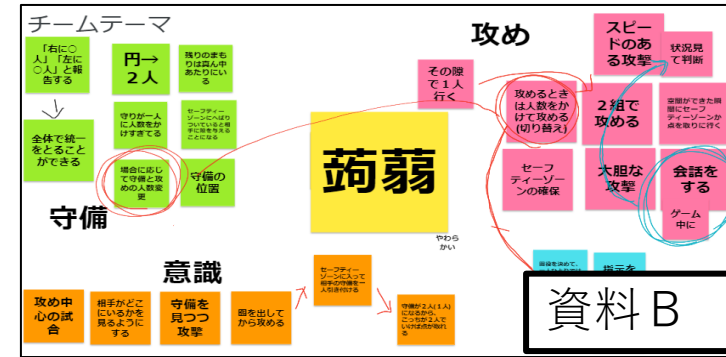 チームテーマ
「右に○
人」「左に
○人」と報
告する
円→
2人
残りのまも
りは真ん中
あたりにい
る
全体で統一
をとること
ができる
守りが一人
に人数をか
けすぎてる
セーフティー
ゾーンにへばり
ついていると相
手に隙を与える
ことになる
場合に応じ
て守備と攻
めの人数変
更
守備の
位置
守備
蒟蒻
やわら
かい
攻め
その隙
で1人
行く
攻めるとき
は人数をか
けて攻める
(切り替え)
スピー
ドのあ
る攻撃
状況見
て判断
2組で
攻める
空間ができた瞬
間にセーフ
ティーゾーンか
点を取りに行く
セーフ
ティーゾー
ンの確保
大胆な
攻撃
会話を
する
ゲーム
中に
指示を
意識
攻め中
心の試
合
相手がどこ
にいるかを
見るように
する
守備を
見つつ
攻撃
セーフティー
ゾーンに入って
相手の守備を一
人引き付ける
守備が2人(1人)
になるから、
こっちが2人で
いけば点が取れ
る
資料B